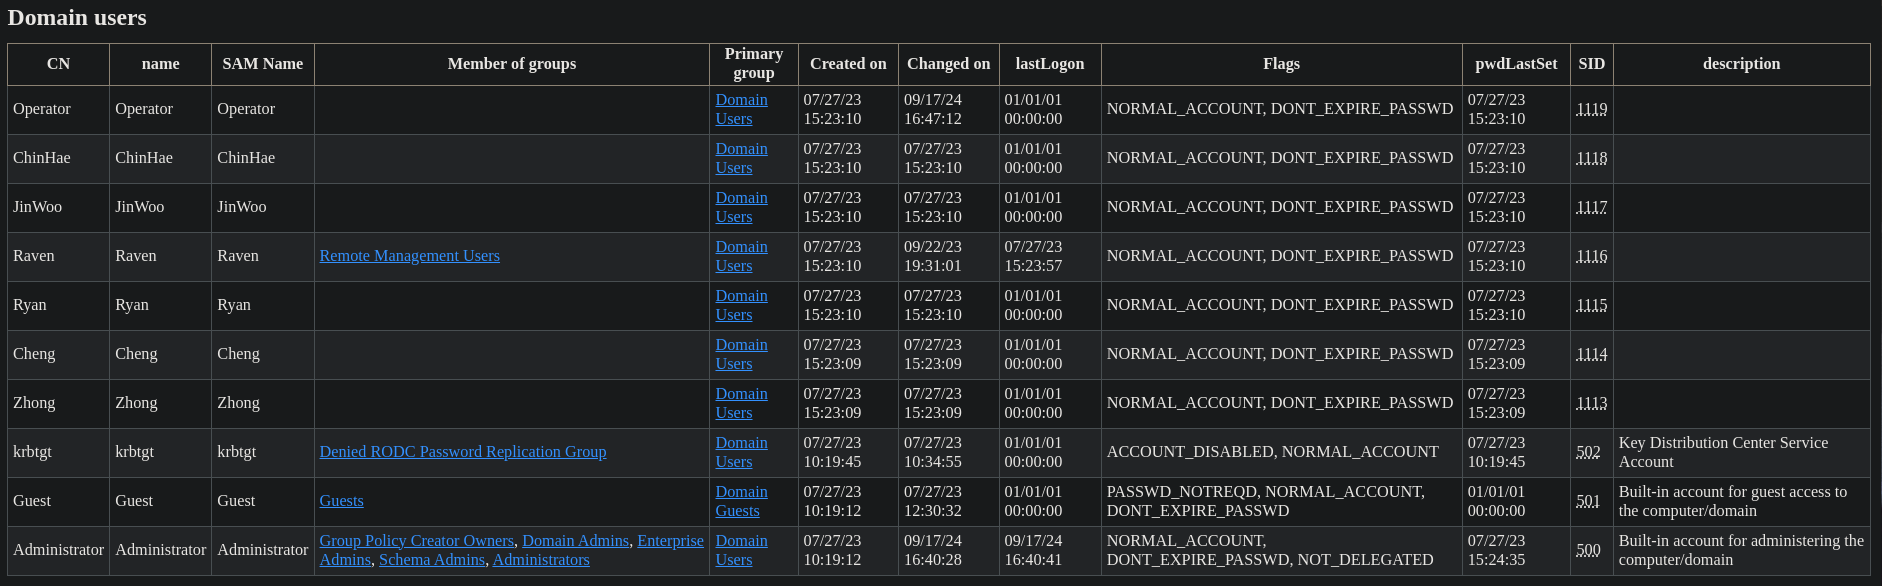 Domain users
CN name SAM Name Member of groups Primary group Created on Changed on lastLogon Flags pwdLastSet SID description
Operator Operator Operator Domain Users 07/27/23 15:23:10 09/17/24 16:47:12 01/01/01 00:00:00 NORMAL_ACCOUNT, DONT_EXPIRE_PASSWD 07/27/23 15:23:10 1119
ChinHae ChinHae ChinHae Domain Users 07/27/23 15:23:10 07/27/23 15:23:10 01/01/01 00:00:00 NORMAL_ACCOUNT, DONT_EXPIRE_PASSWD 07/27/23 15:23:10 1118
JinWoo JinWoo JinWoo Domain Users 07/27/23 15:23:10 07/27/23 15:23:10 01/01/01 00:00:00 NORMAL_ACCOUNT, DONT_EXPIRE_PASSWD 07/27/23 15:23:10 1117
Raven Raven Raven Remote Management Users Domain Users 07/27/23 15:23:10 09/22/23 19:31:01 07/27/23 15:23:57 NORMAL_ACCOUNT, DONT_EXPIRE_PASSWD 07/27/23 15:23:10 1116
Ryan Ryan Ryan Domain Users 07/27/23 15:23:10 07/27/23 15:23:10 01/01/01 00:00:00 NORMAL_ACCOUNT, DONT_EXPIRE_PASSWD 07/27/23 15:23:10 1115
Cheng Cheng Cheng Domain Users 07/27/23 15:23:09 07/27/23 15:23:09 01/01/01 00:00:00 NORMAL_ACCOUNT, DONT_EXPIRE_PASSWD 07/27/23 15:23:09 1114
Zhong Zhong Zhong Domain Users 07/27/23 15:23:09 07/27/23 15:23:09 01/01/01 00:00:00 NORMAL_ACCOUNT, DONT_EXPIRE_PASSWD 07/27/23 15:23:09 1113
krbtgt krbtgt krbtgt Denied RODC Password Replication Group Domain Users 07/27/23 10:19:45 07/27/23 10:34:55 01/01/01 00:00:00 ACCOUNT_DISABLED, NORMAL_ACCOUNT 07/27/23 10:19:45 502 Key Distribution Center Service Account
Guest Guest Guest Guests Domain Guests 07/27/23 10:19:12 07/27/23 12:30:32 01/01/01 00:00:00 PASSWD_NOTREQD, NORMAL_ACCOUNT, DONT_EXPIRE_PASSWD 01/01/01 00:00:00 501 Built-in account for guest access to the computer/domain
Administrator Administrator Administrator Group Policy Creator Owners, Domain Admins, Enterprise Admins, Schema Admins, Administrators Domain Users 07/27/23 10:19:12 09/17/24 16:40:28 09/17/24 16:40:41 NORMAL_ACCOUNT, DONT_EXPIRE_PASSWD, NOT_DELEGATED 07/27/23 15:24:35 500 Built-in account for administering the computer/domain